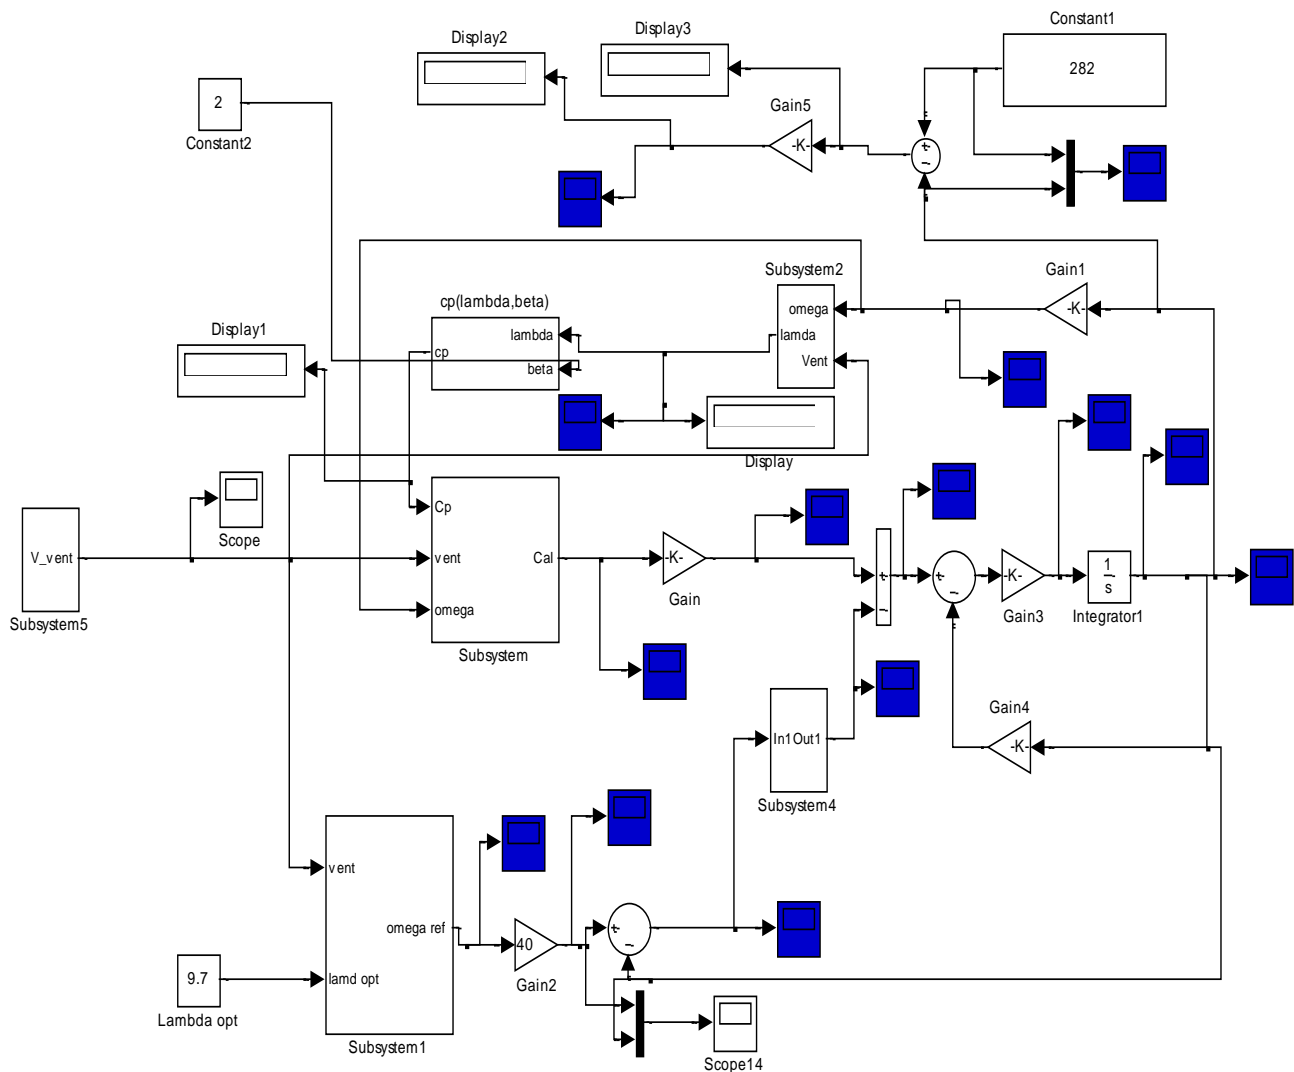 Constant1
Display2
Display3
282
2
Gain5
-K-
+
-
Constant2
Subsystem2
Gain1
cp(lambda,beta)
omega
-K-
Display1
lambda
lamda
cp
Vent
beta
Display
Cp
Scope
V_vent
vent
Cal
-K-
+
+
-K-
1
s
-
Gain
Gain3
Integrator1
Subsystem5
omega
-
Subsystem
Gain4
In1 Out1
-K-
Subsystem4
vent
omega ref
40
+
-
9.7
lamd opt
Gain2
Lambda opt
Subsystem1
Scope14